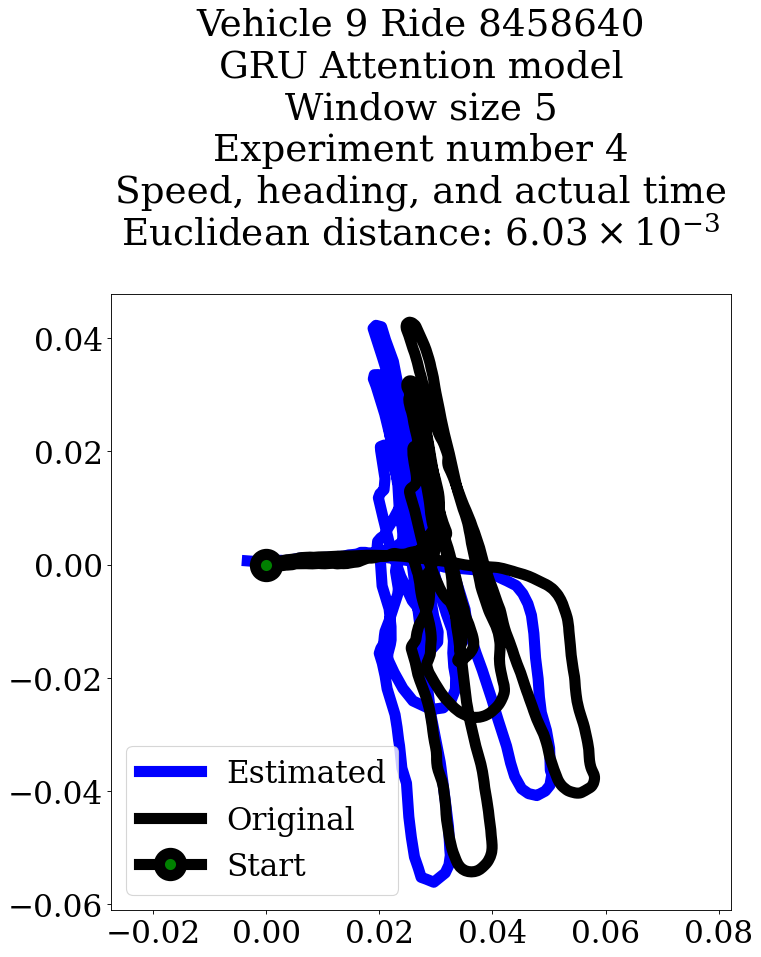 Vehicle 9 Ride 8458640
GRU Attention model
Window size 5
Experiment number 4
Speed, heading, and actual time
Euclidean distance: 6.03 × 10⁻³
0.04
0.02
0.00
−0.02
−0.04
−0.06
Estimated
Original
Start
−0.02 0.00 0.02 0.04 0.06 0.08